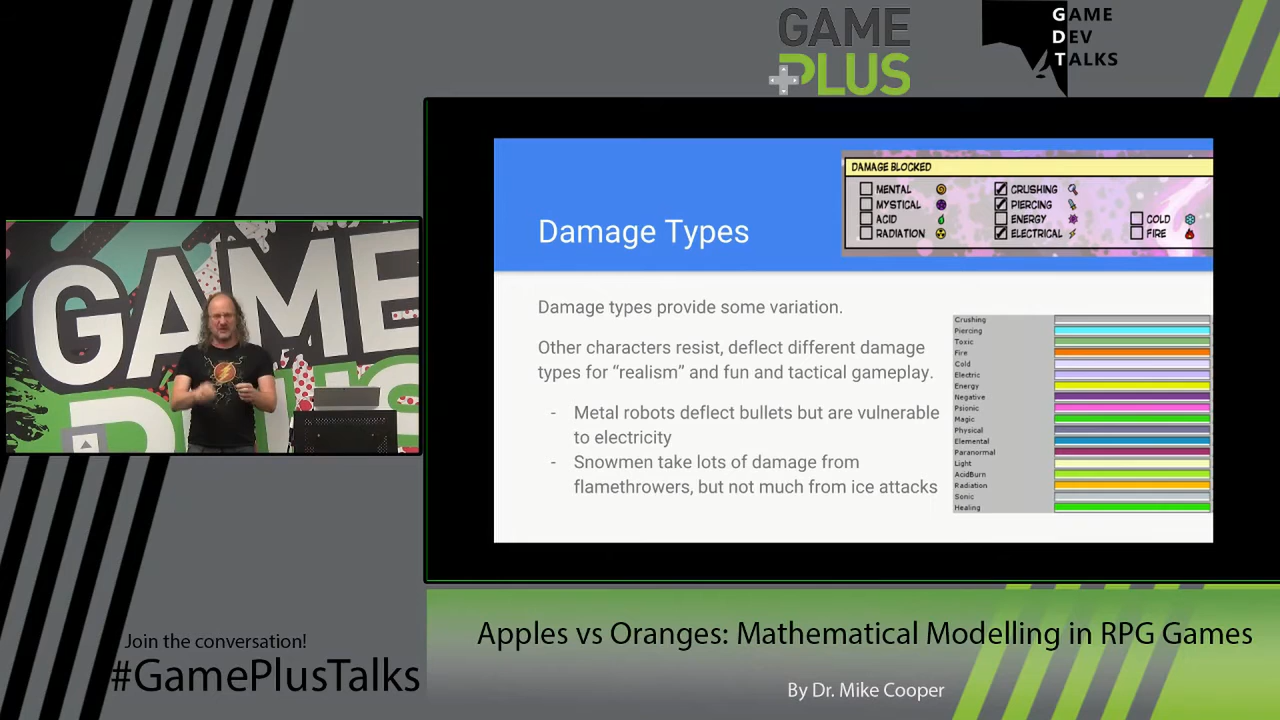 GAME
PLUS
GAME
DEV
TALKS
DAMAGE BLOCKED
MENTAL
CRUSHING
MYSTICAL
PIERCING
ACID
ENERGY
COLD
RADIATION
ELECTRICAL
FIRE
Damage Types
Damage types provide some variation.
Other characters resist, deflect different damage
types for “realism” and fun and tactical gameplay.
- Metal robots deflect bullets but are vulnerable
to electricity
- Snowmen take lots of damage from
flamethrowers, but not much from ice attacks
Crushing
Piercing
Toxic
Fire
Cold
Electric
Energy
Negative
Psionic
Magic
Physical
Elemental
Paranormal
Light
AcidBurn
Radiation
Sonic
Healing
GAME
PLUS
Join the conversation!
#GamePlusTalks
Apples vs Oranges: Mathematical Modelling in RPG Games
By Dr. Mike Cooper